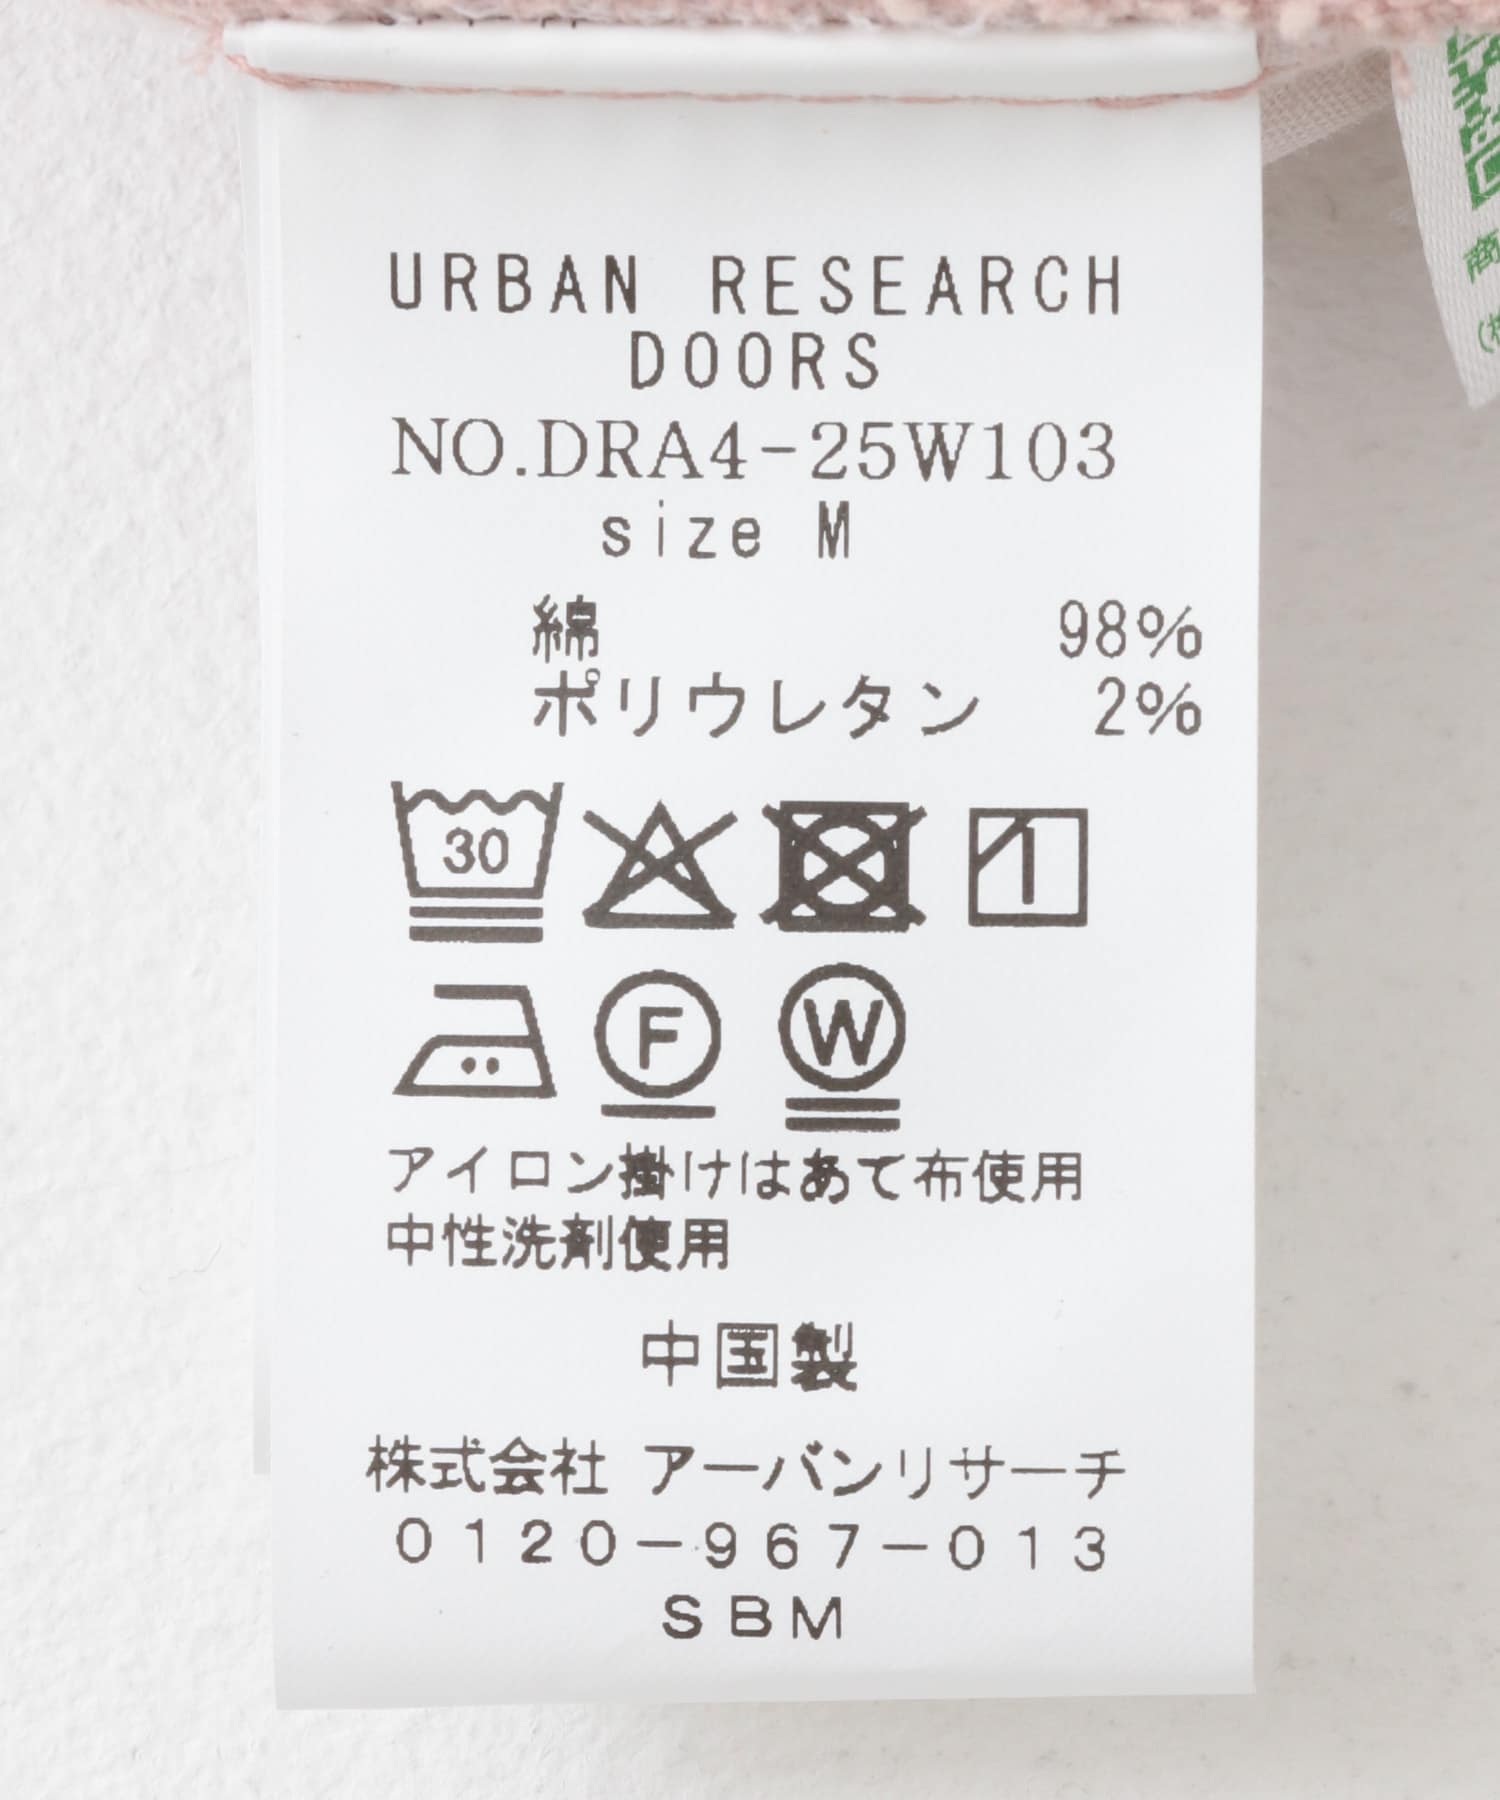 URBAN RESEARCH
DOORS
NO.DRA4-25W103
size M
綿 98%
ポリウレタン 2%
30
F W
アイロン掛けはあて布使用
中性洗剤使用
中国製
株式会社 アーバンリサーチ
0120-967-013
SBM
商
(株